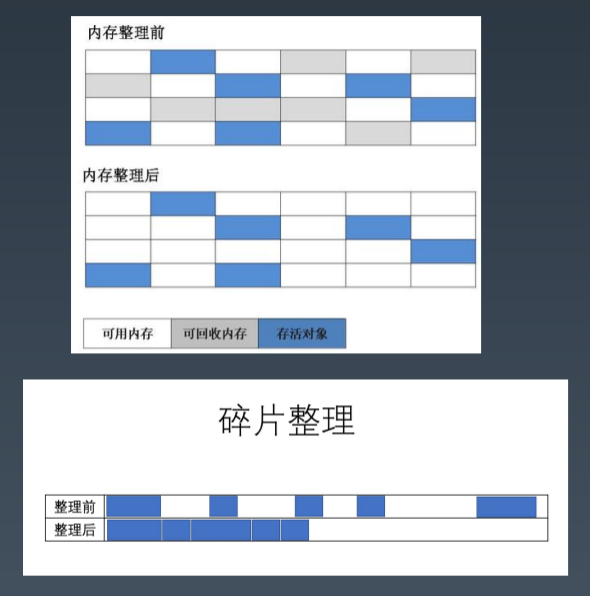 内存整理前
内存整理后
可用内存 可回收内存 存活对象
碎片整理
整理前
整理后